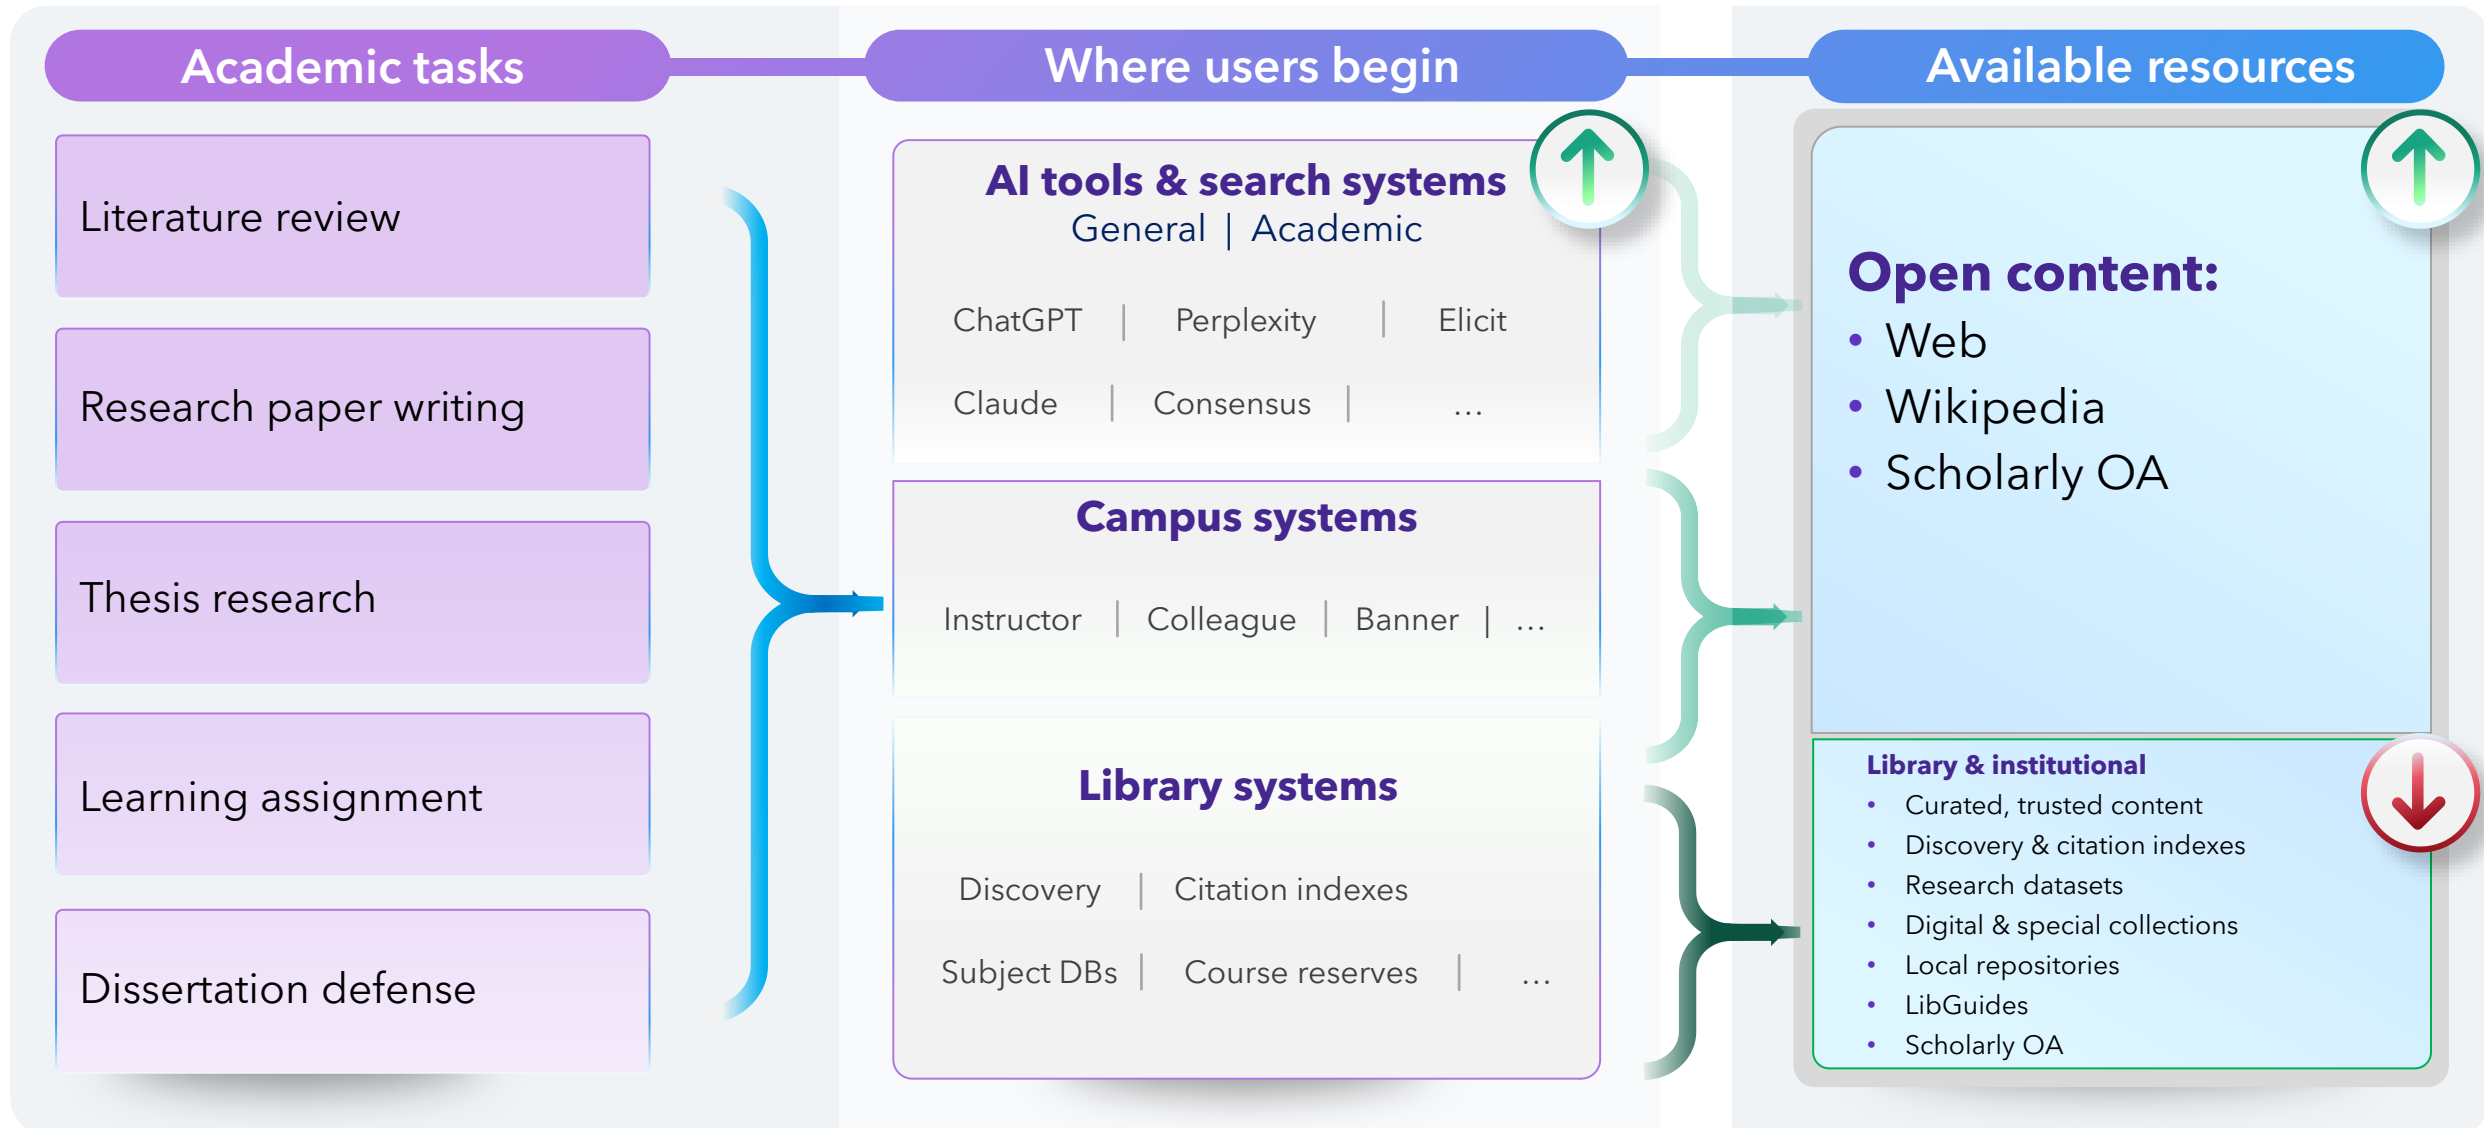 Academic tasks
Where users begin
Available resources
Literature review
Research paper writing
Thesis research
Learning assignment
Dissertation defense
AI tools & search systems
General | Academic
ChatGPT | Perplexity | Elicit
Claude | Consensus | ...
Campus systems
Instructor | Colleague | Banner | ...
Library systems
Discovery | Citation indexes
Subject DBs | Course reserves | ...
Open content:
• Web
• Wikipedia
• Scholarly OA
Library & institutional
• Curated, trusted content
• Discovery & citation indexes
• Research datasets
• Digital & special collections
• Local repositories
• LibGuides
• Scholarly OA